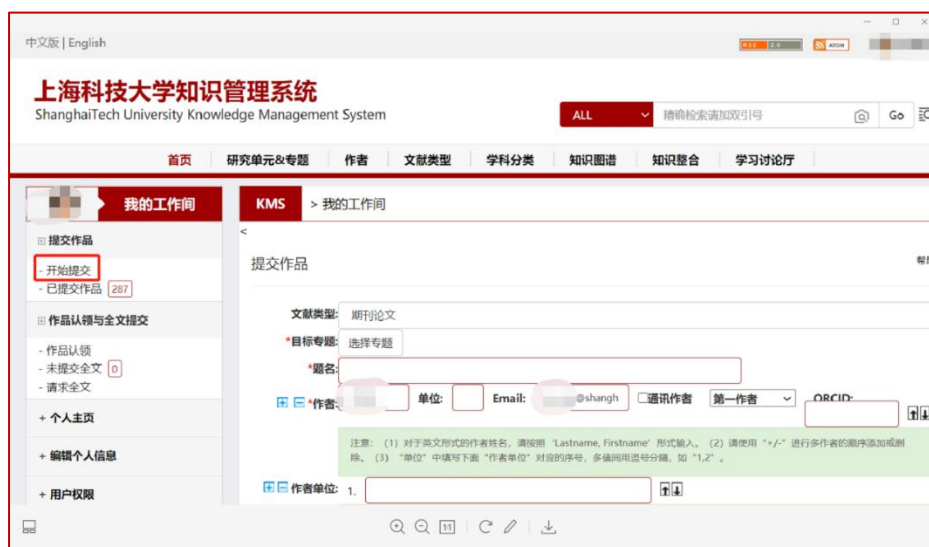 中文版 | English
RSS 2.0
ATOM
上海科技大学知识管理系统
ShanghaiTech University Knowledge Management System
ALL
精确检索请加双引号
Go
首页 研究单元&专题 作者 文献类型 学科分类 知识图谱 知识整合 学习讨论厅
我的工作间
KMS > 我的工作间
<
提交作品
- 开始提交
- 已提交作品 287
作品认领与全文提交
- 作品认领
- 未提交全文 0
- 请求全文
+ 个人主页
+ 编辑个人信息
+ 用户权限
提交作品
文献类型: 期刊论文
*目标专题: 选择专题
*题名:
*作者: 单位: Email: @shangh 通讯作者 第一作者 ORCID:
注意: (1) 对于英文形式的作者姓名，请按照 'Lastname, Firstname' 形式输入。 (2) 请使用 "+/-" 进行多作者的顺序添加或删
除。 (3) "单位" 中填写下面 "作者单位" 对应的序号，多值间用逗号分隔，如 "1,2" 。
作者单位: 1.
1:1